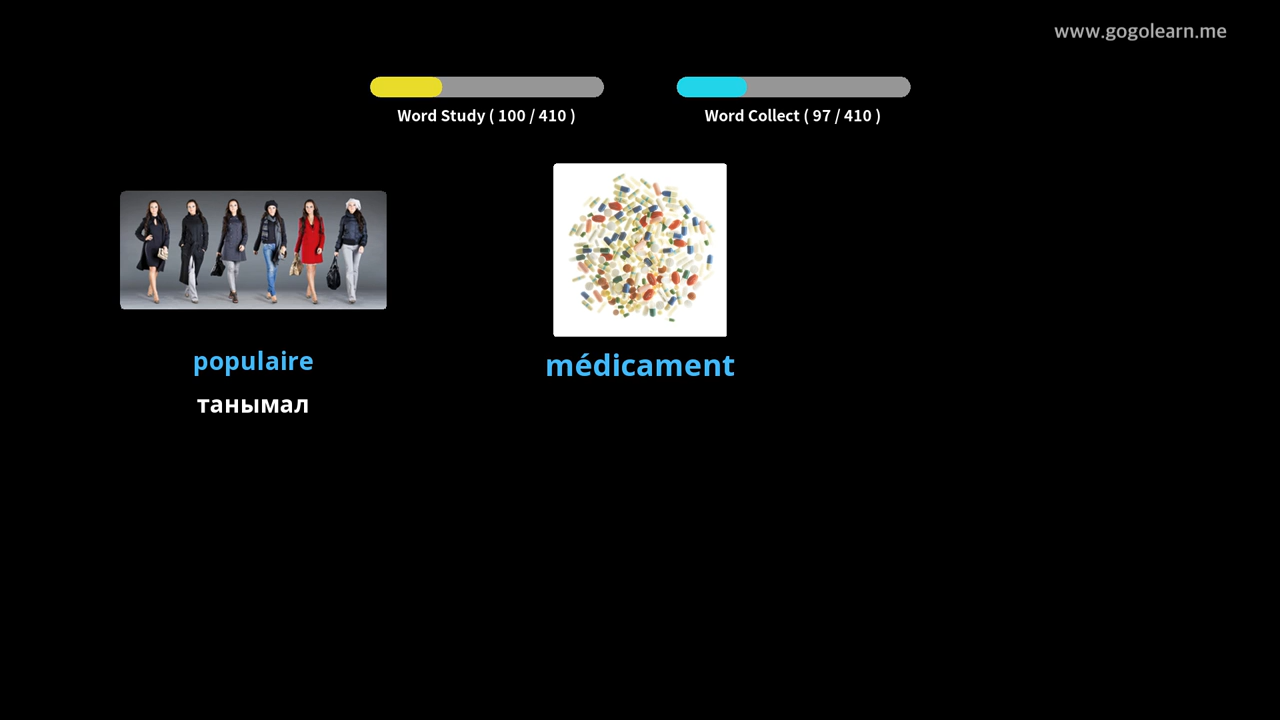 www.gogolearn.me
Word Study ( 100 / 410 )
Word Collect ( 97 / 410 )
populaire
танымал
médicament